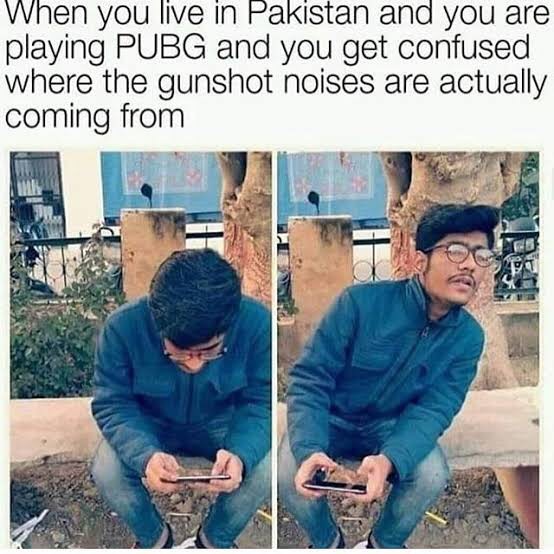 When you live in Pakistan and you are
playing PUBG and you get confused
where the gunshot noises are actually
coming from